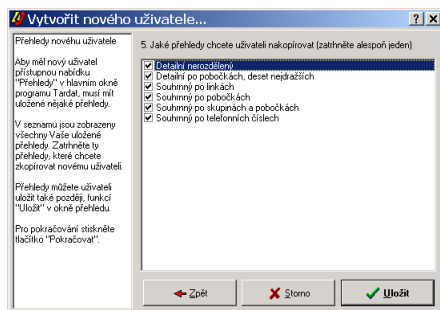 Vytvořit nového uživatele...
Přehledy novéhu uživatele
Aby měl nový uživatel
přístupnou nabídku
"Přehledy" v hlavním okně
programu Tardat, musí mít
uložené nějaké přehledy.
V seznamu jsou zobrazeny
všechny Vaše uložené
přehledy. Zatrhněte ty
přehledy, které chcete
zkopírovat novému uživateli.
Přehledy můžete uživateli
uložit také později, funkcí
"Uložit" v okně přehledu.
Pro pokračování stiskněte
tlačítko "Pokračovat".
5. Jaké přehledy chcete uživateli nakopírovat (zatrhněte alespoň jeden)
Detailní nerozdělený
Detailní po pobočkách, deset nejdražších
Souhrnný po linkách
Souhrnný po pobočkách
Souhrnný po skupinách a pobočkách
Souhrnný po telefonních číslech
Zpět
Storno
Uložit